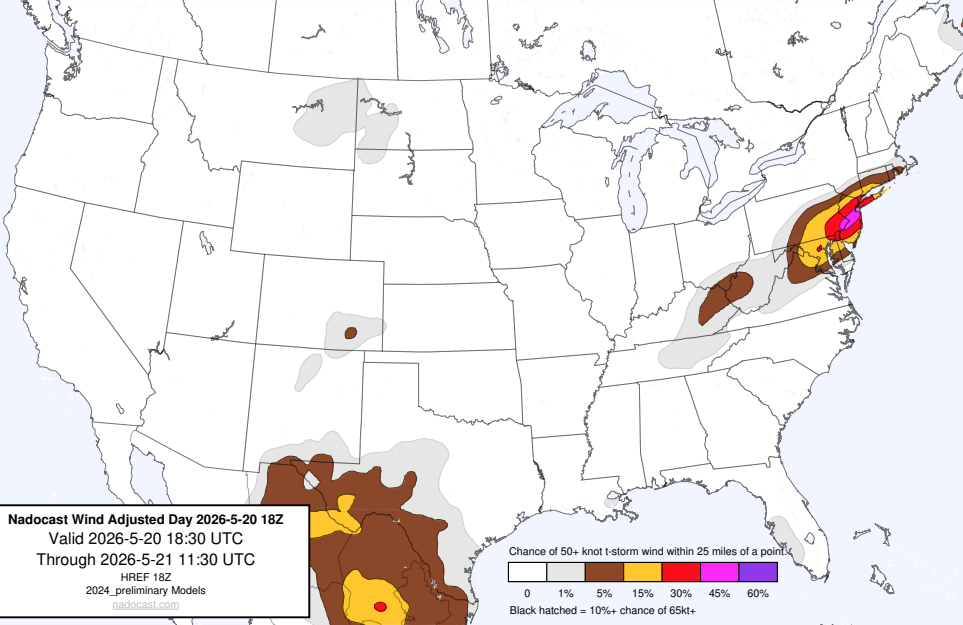 Nadocast Wind Adjusted Day 2026-5-20 18Z
Valid 2026-5-20 18:30 UTC
Through 2026-5-21 11:30 UTC
HREF 18Z
2024_preliminary Models
nadocast.com
Chance of 50+ knot t-storm wind within 25 miles of a point.
0 1% 5% 15% 30% 45% 60%
Black hatched = 10%+ chance of 65kt+